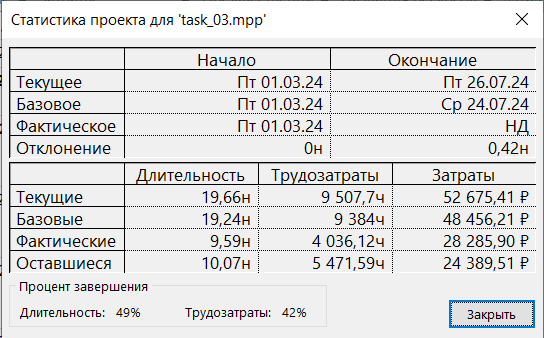 Статистика проекта для 'task_03.mpp'
Начало Окончание
Текущее Пт 01.03.24 Пт 26.07.24
Базовое Пт 01.03.24 Ср 24.07.24
Фактическое Пт 01.03.24 НД
Отклонение 0н 0,42н
Длительность Трудозатраты Затраты
Текущие 19,66н 9 507,7ч 52 675,41 ₽
Базовые 19,24н 9 384ч 48 456,21 ₽
Фактические 9,59н 4 036,12ч 28 285,90 ₽
Оставшиеся 10,07н 5 471,59ч 24 389,51 ₽
Процент завершения
Длительность: 49% Трудозатраты: 42%
Закрыть